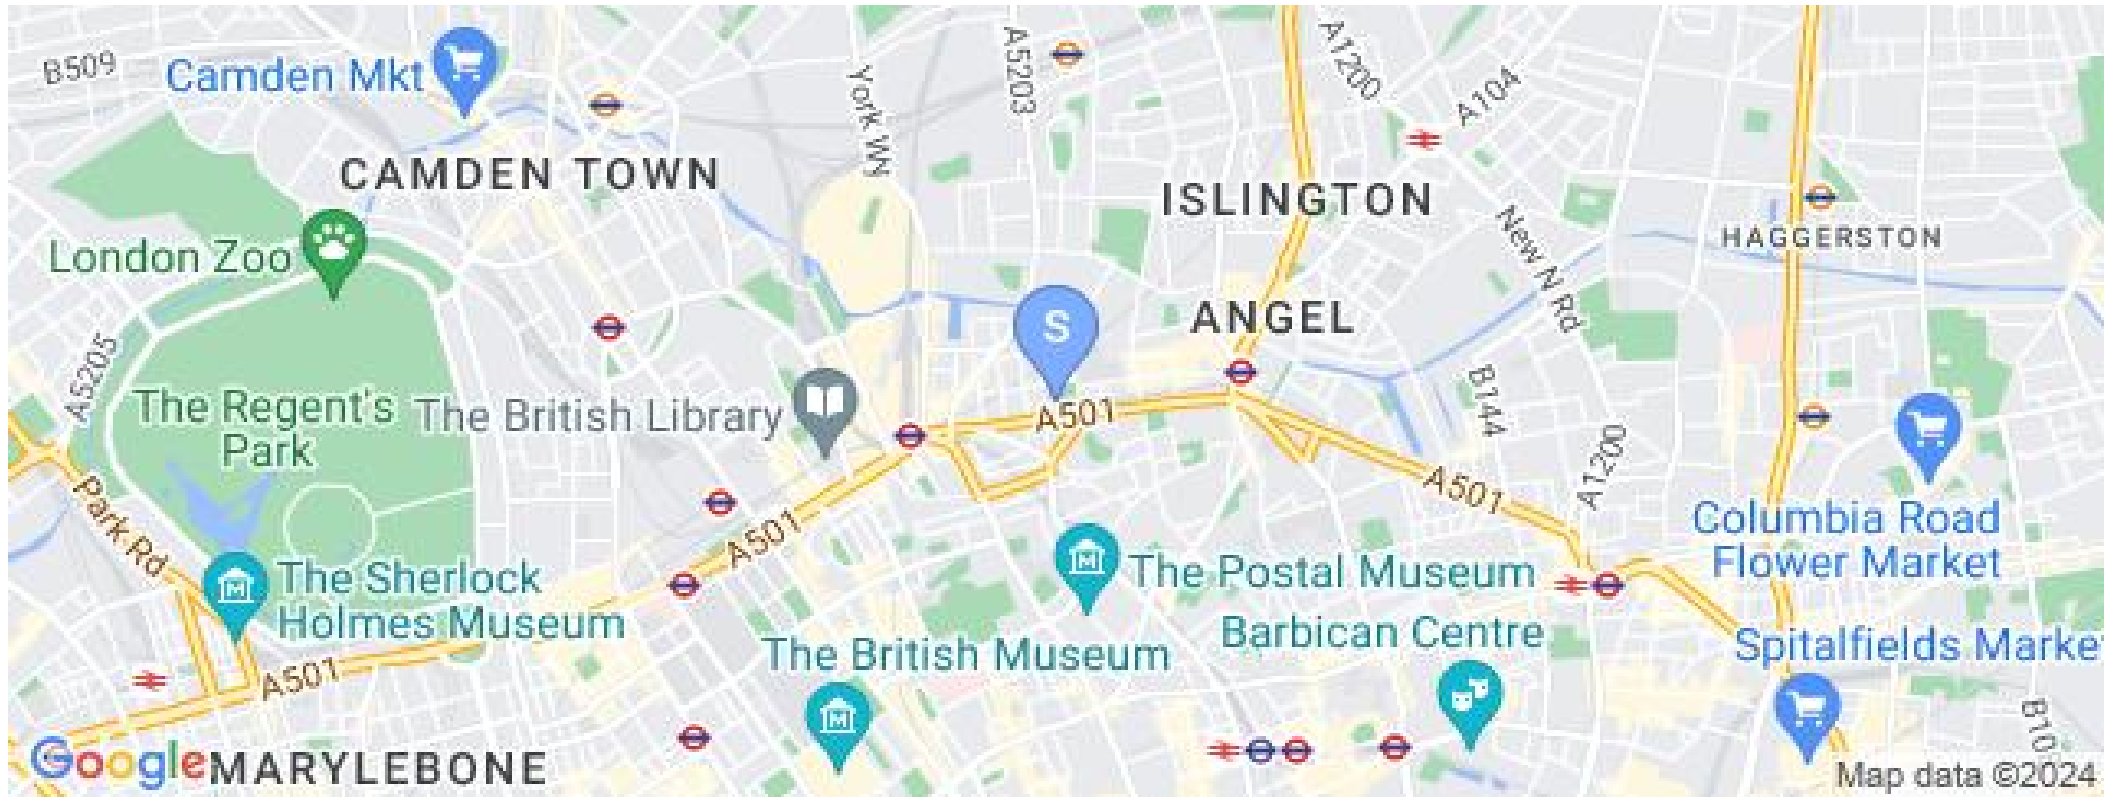 B509
Camden Mkt
York Wy
A5203
A1200
A104
CAMDEN TOWN
ISLINGTON
London Zoo
New N Rd
HAGGERSTON
S
ANGEL
A5205
The Regent's
Park
The British Library
A501
B144
A1200
A501
Park Rd
A501
Columbia Road
Flower Market
The Sherlock
Holmes Museum
The Postal Museum
Barbican Centre
The British Museum
Spitalfields Marke
A501
B10
Google
MARYLEBONE
Map data ©2024